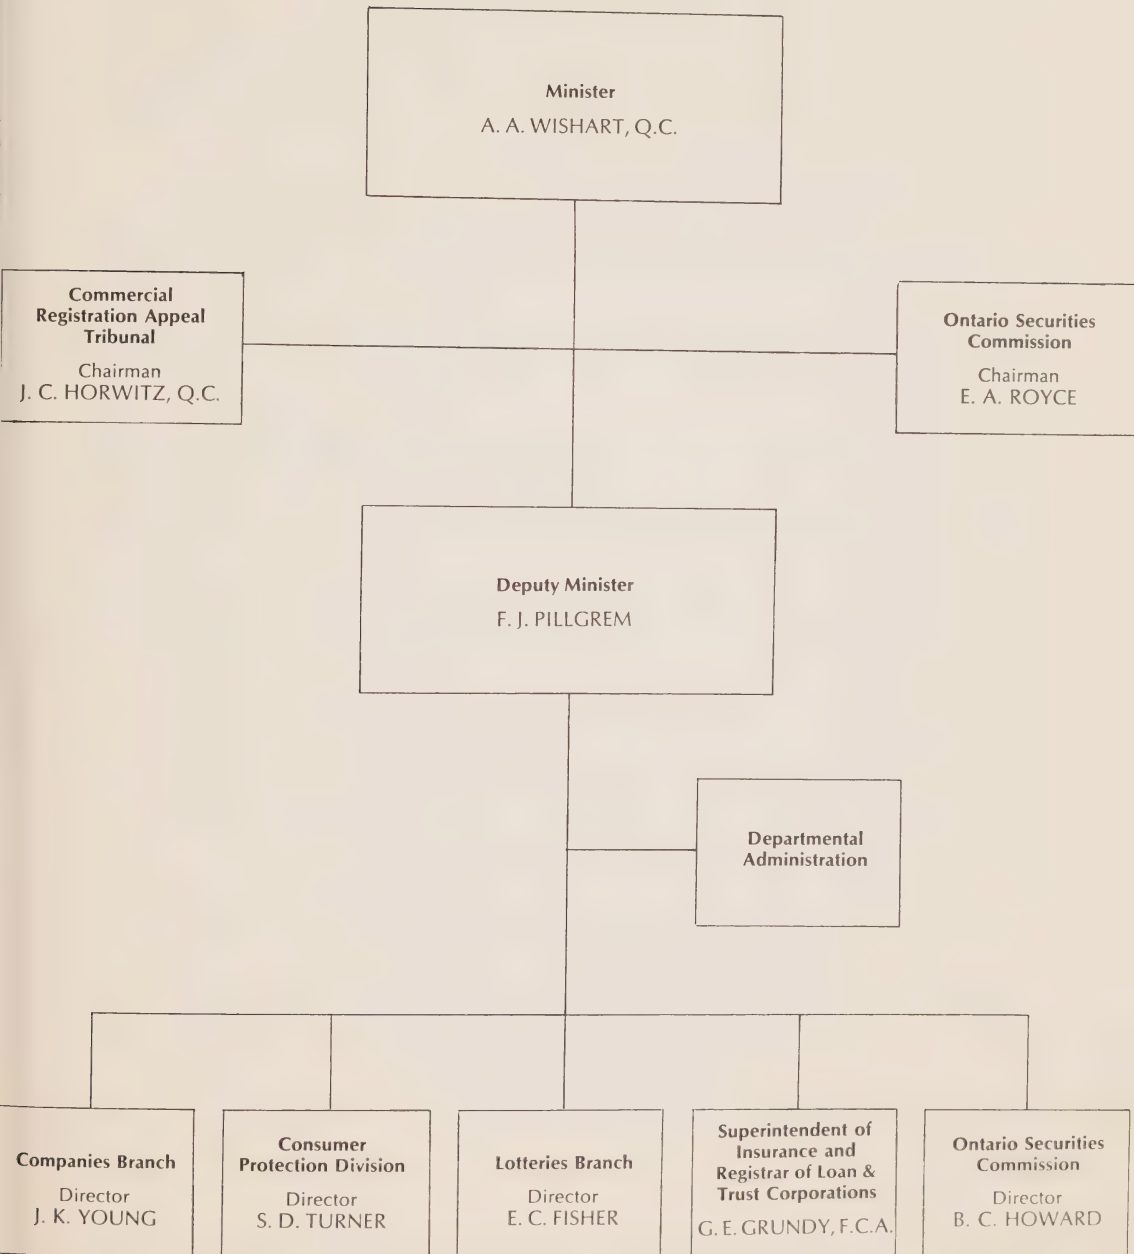 Minister
A. A. WISHART, Q.C.
Commercial
Registration Appeal
Tribunal
Chairman
J. C. HORWITZ, Q.C.
Ontario Securities
Commission
Chairman
E. A. ROYCE
Deputy Minister
F. J. PILLGREM
Departmental
Administration
Companies Branch
Director
J. K. YOUNG
Consumer
Protection Division
Director
S. D. TURNER
Lotteries Branch
Director
E. C. FISHER
Superintendent of
Insurance and
Registrar of Loan &
Trust Corporations
G. E. GRUNDY, F.C.A.
Ontario Securities
Commission
Director
B. C. HOWARD